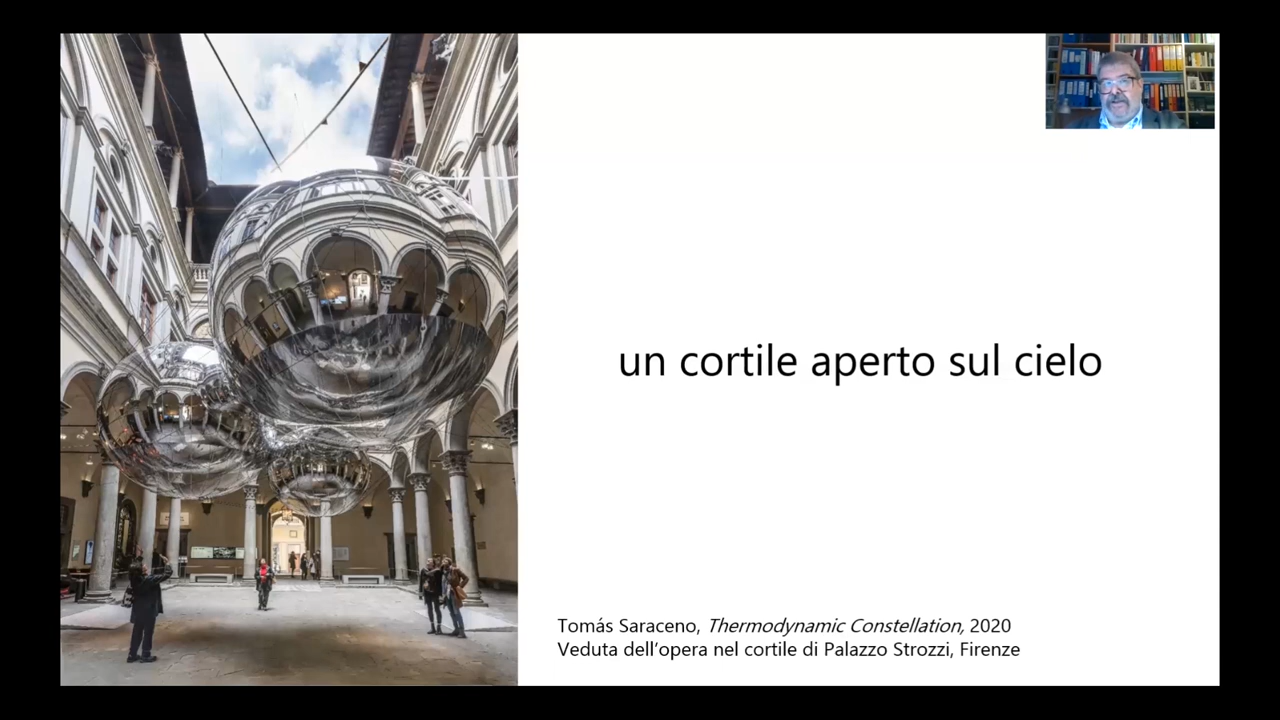 un cortile aperto sul cielo
Tomás Saraceno, Thermodynamic Constellation, 2020
Veduta dell'opera nel cortile di Palazzo Strozzi, Firenze